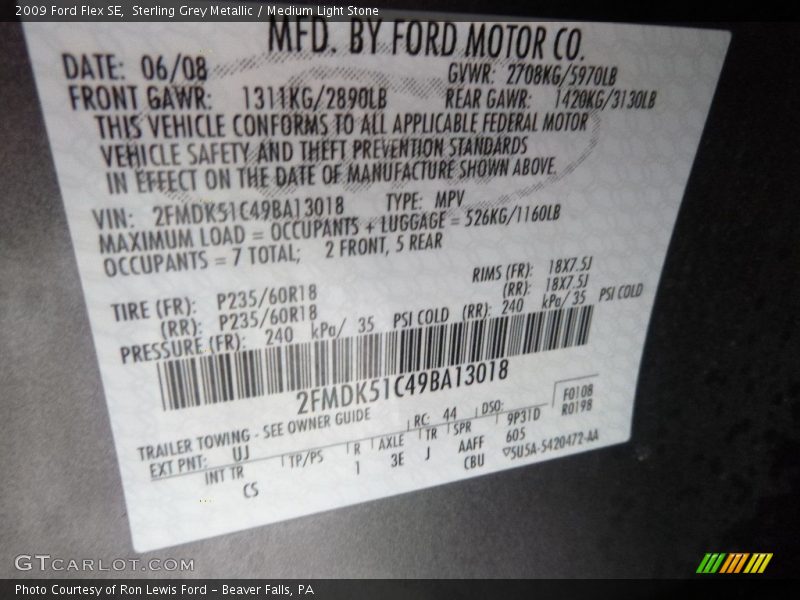 2009 Ford Flex SE,  Sterling Grey Metallic / Medium Light Stone
MFD. BY FORD MOTOR CO.
DATE: 06/08 GVWR: 2708KG/5970LB
FRONT GAWR: 1311KG/2890LB REAR GAWR: 1420KG/3130LB
THIS VEHICLE CONFORMS TO ALL APPLICABLE FEDERAL MOTOR
VEHICLE SAFETY AND THEFT PREVENTION STANDARDS
IN EFFECT ON THE DATE OF MANUFACTURE SHOWN ABOVE.
VIN: 2FMDK51C49BA13018 TYPE: MPV
MAXIMUM LOAD = OCCUPANTS + LUGGAGE = 526KG/1160LB
OCCUPANTS = 7 TOTAL; 2 FRONT, 5 REAR
TIRE (FR): P235/60R18 RIMS (FR): 18X7.5J
(RR): P235/60R18 (RR): 18X7.5J
PRESSURE (FR): 240 kPa/ 35 PSI COLD (RR): 240 kPa/ 35 PSI COLD
2FMDK51C49BA13018
TRAILER TOWING - SEE OWNER GUIDE
EXT PNT: UJ RC: 44 DSO: F0108
R0198
INT TR TP/PS R AXLE TR SPR 9P31D
CS 1 3E J AAFF 605
CBU 5U5A-5420472-AA
GTCARLOT.COM
Photo Courtesy of Ron Lewis Ford - Beaver Falls, PA